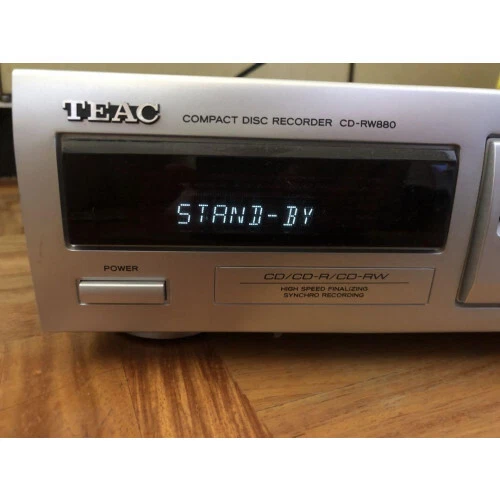 TEAC
COMPACT DISC RECORDER CD-RW880
STAND-BY
POWER
CD/CD-R/CD-RW
HIGH SPEED FINALIZING
SYNCHRO RECORDING